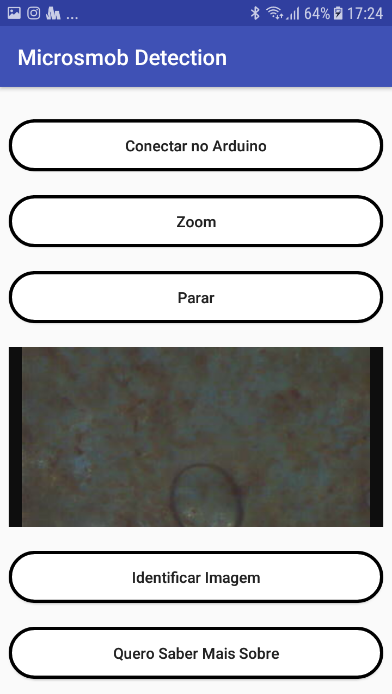 ... 64% 17:24
Microsmob Detection
Conectar no Arduino
Zoom
Parar
Identificar Imagem
Quero Saber Mais Sobre